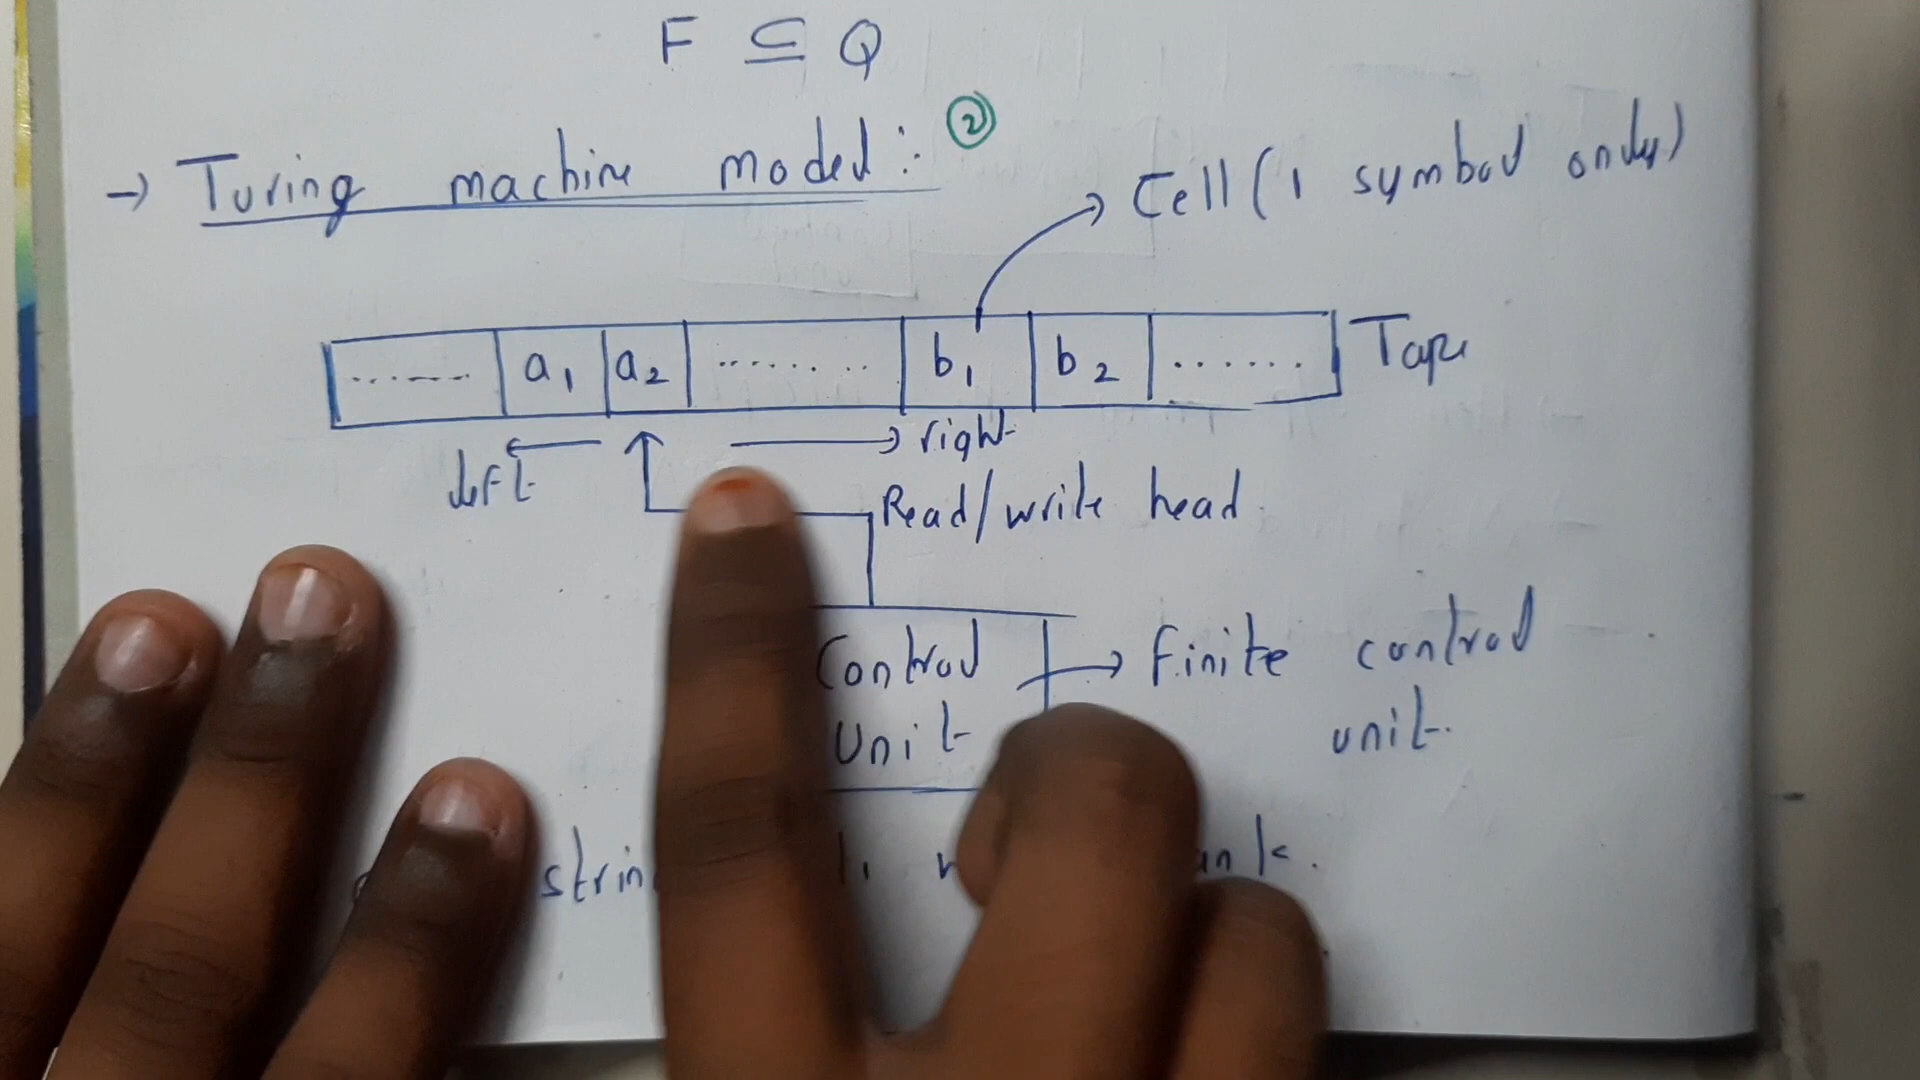 F ⊆ Q
→ Turing machine model : ②
→ Cell (1 symbol only)
....... a1 a2 ........ b1 b2 ....... Tape
left ← → right
Read/write head
Control → Finite control
Unit unit.